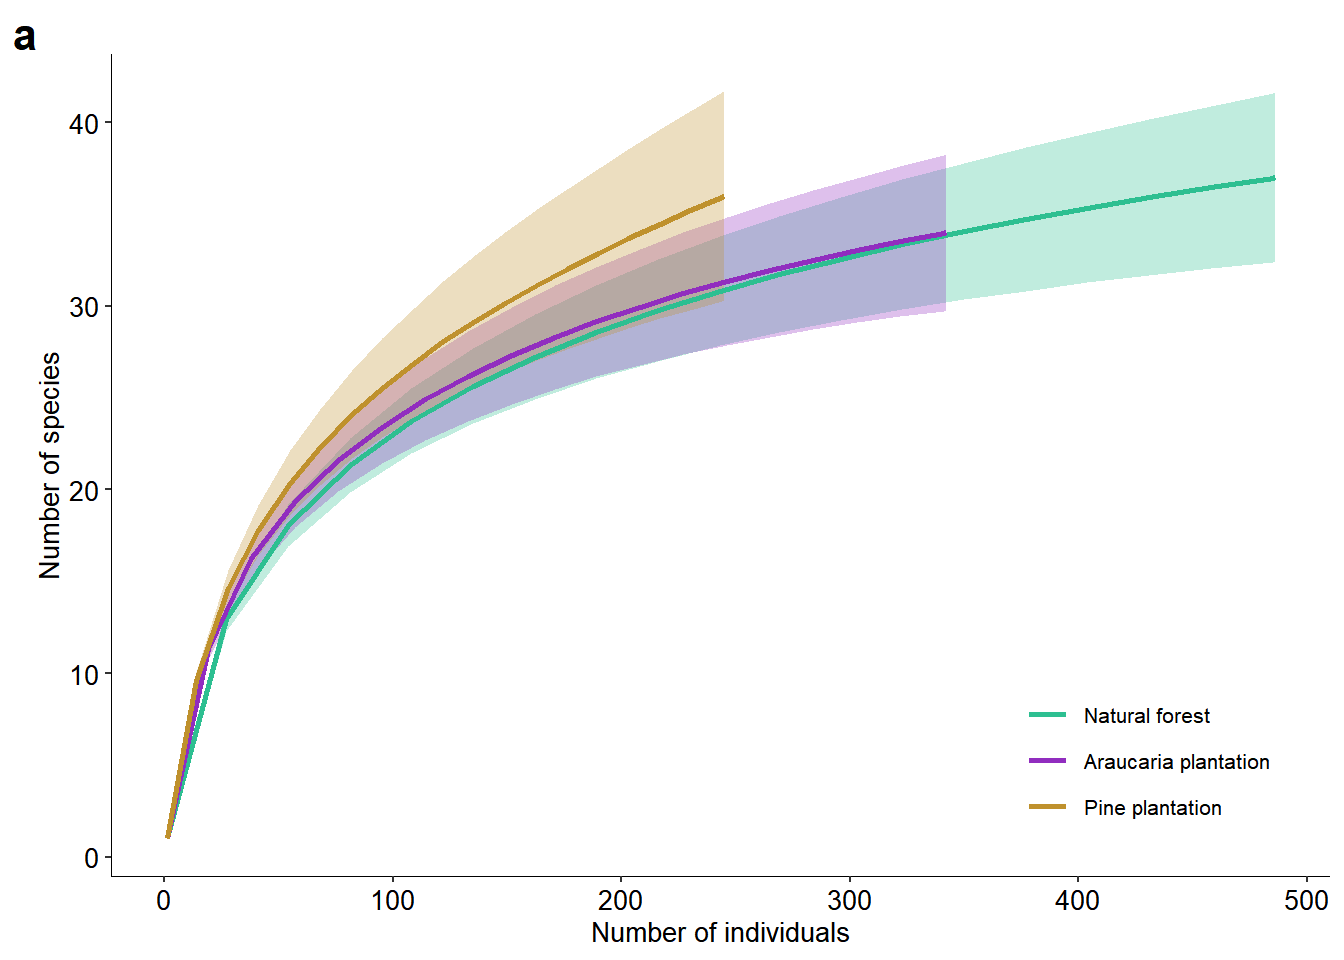 a
Number of species
40
30
20
10
0
0 100 200 300 400 500
Number of individuals
Natural forest
Araucaria plantation
Pine plantation